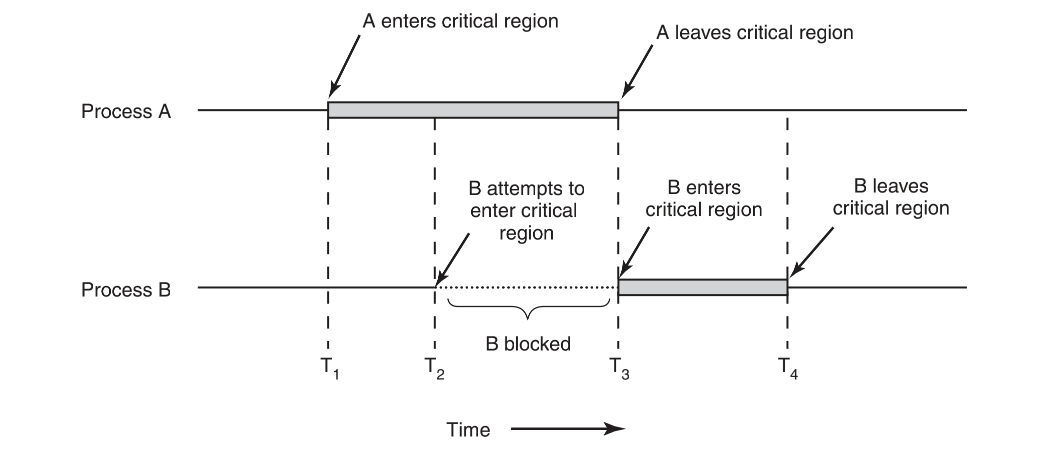 A enters critical region
A leaves critical region
Process A
B attempts to
enter critical
region
B enters
critical region
B leaves
critical region
Process B
B blocked
T1
T2
T3
T4
Time